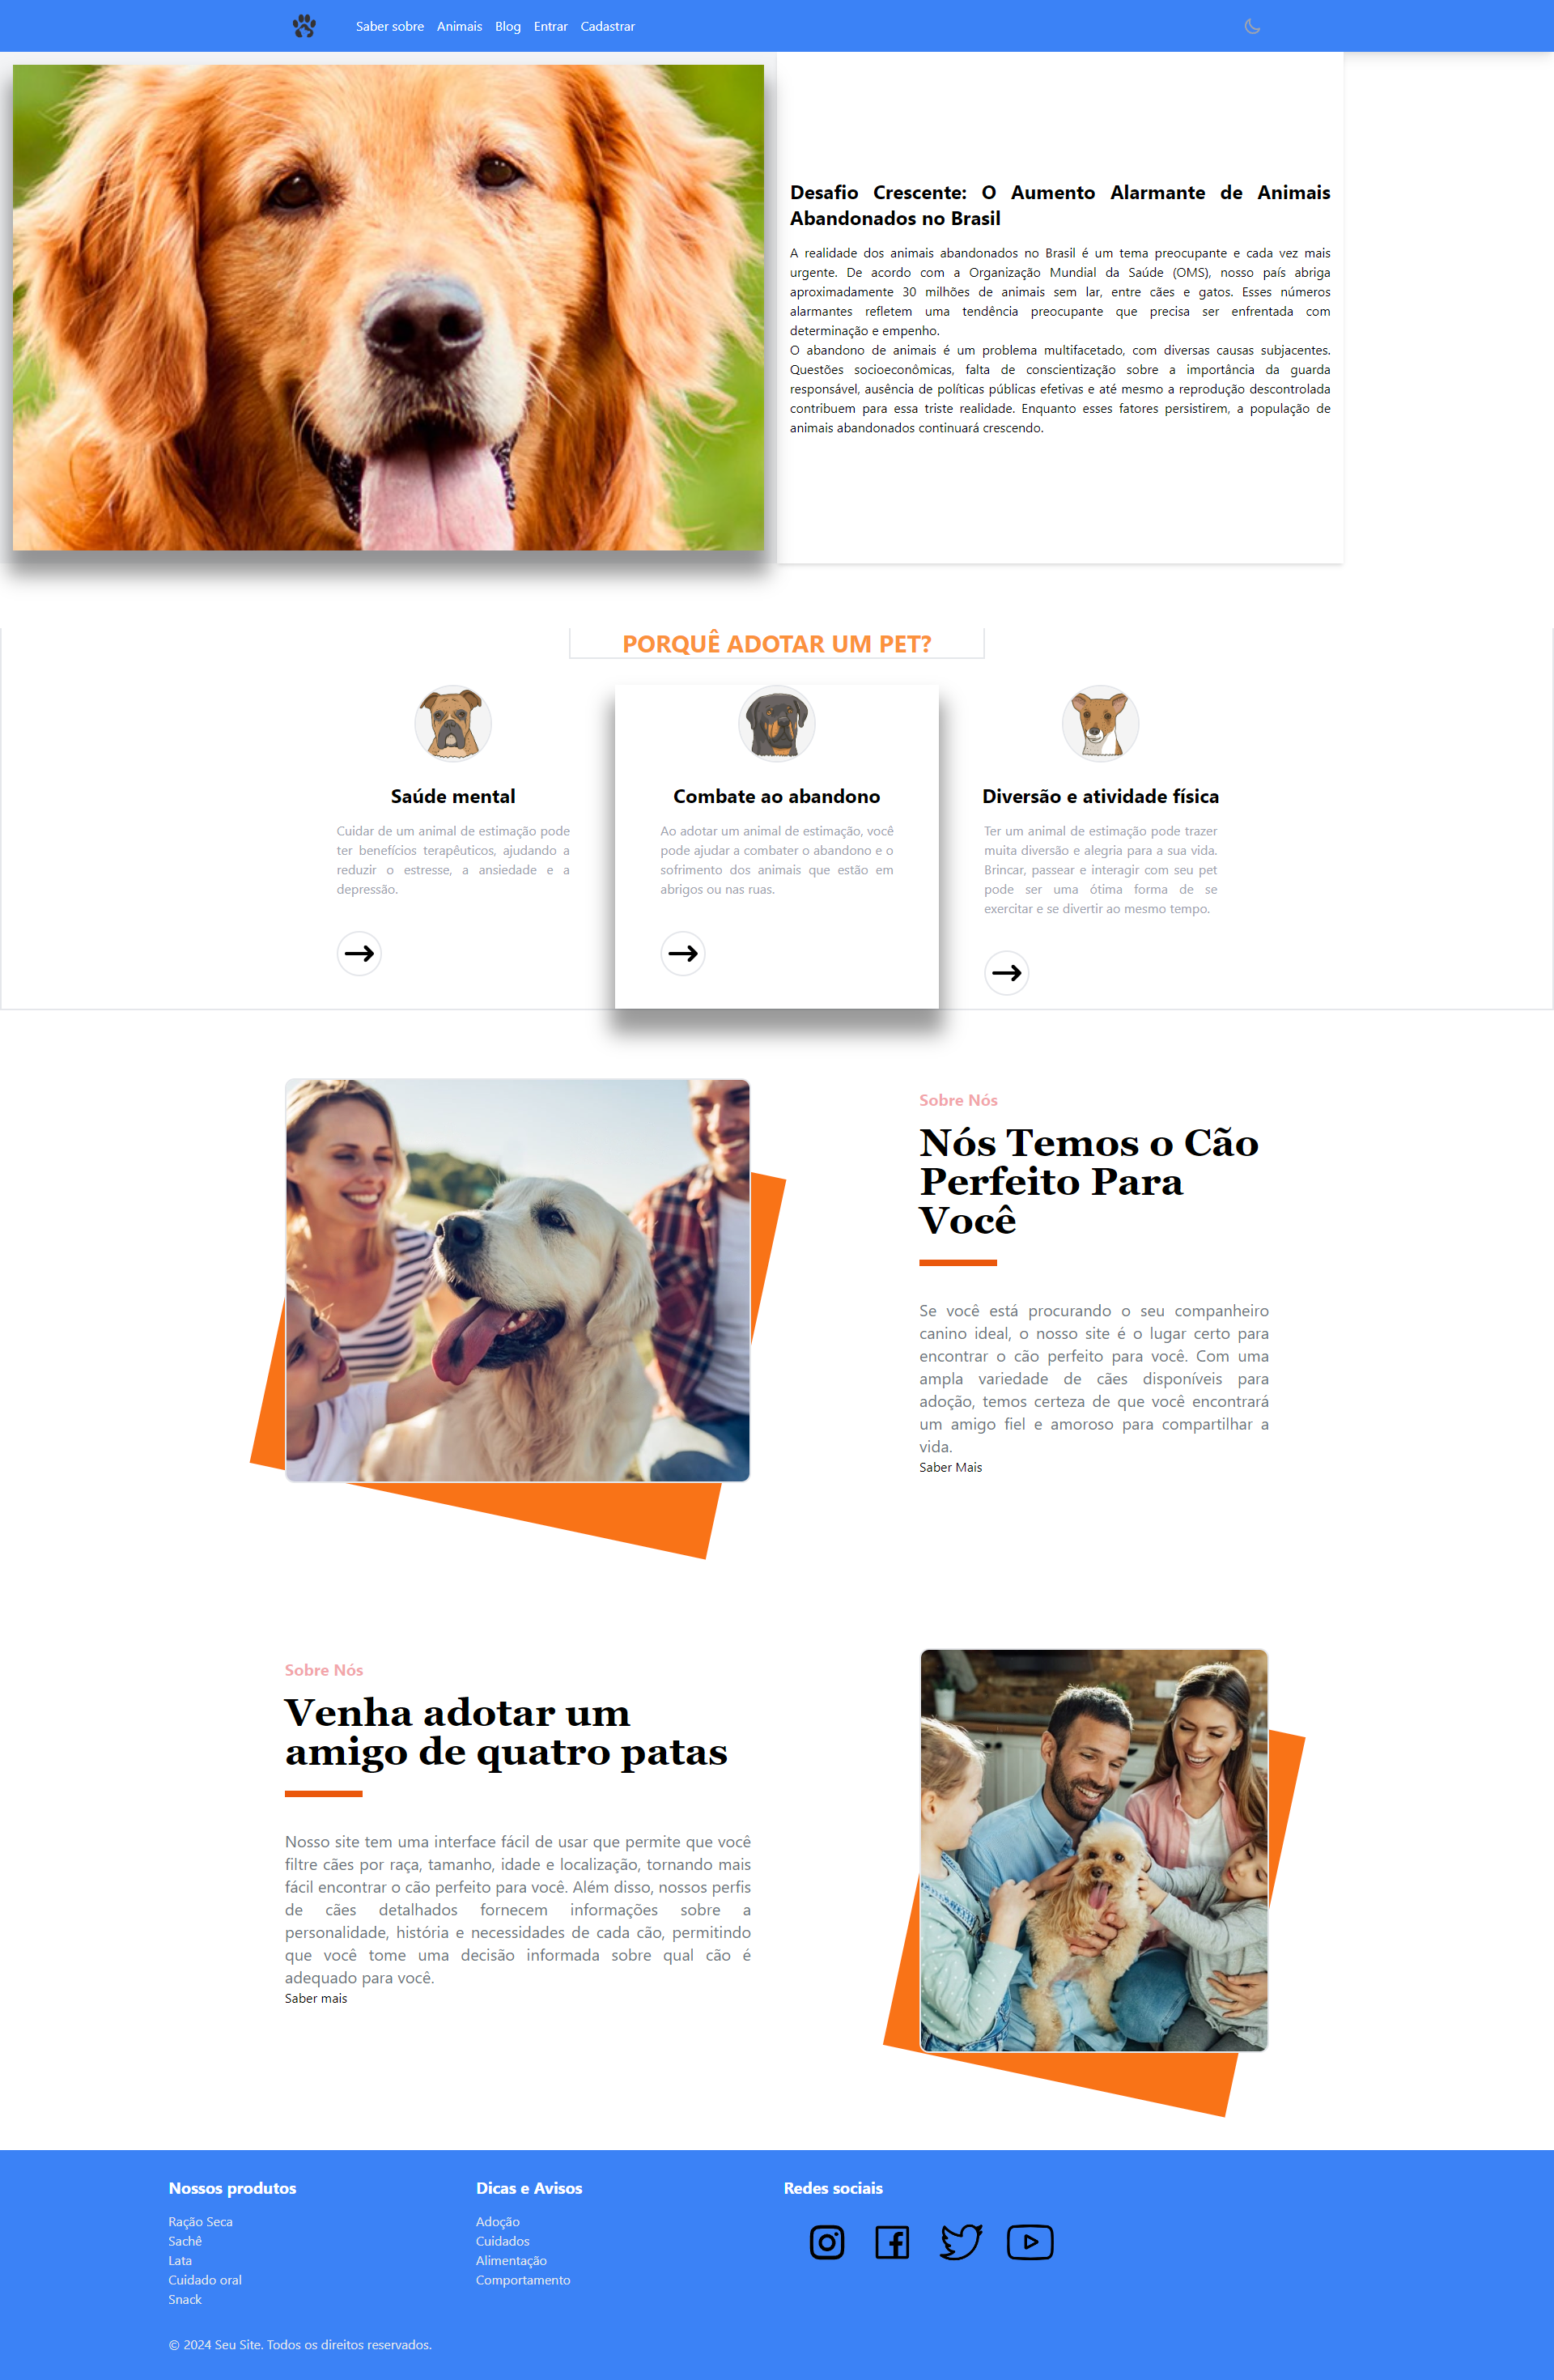 Saber sobre Animais Blog Entrar Cadastrar
Desafio Crescente: O Aumento Alarmante de Animais
Abandonados no Brasil
A realidade dos animais abandonados no Brasil é um tema preocupante e cada vez mais
urgente. De acordo com a Organização Mundial da Saúde (OMS), nosso país abriga
aproximadamente 30 milhões de animais sem lar, entre cães e gatos. Esses números
alarmantes refletem uma tendência preocupante que precisa ser enfrentada com
determinação e empenho.
O abandono de animais é um problema multifacetado, com diversas causas subjacentes.
Questões socioeconômicas, falta de conscientização sobre a importância da guarda
responsável, ausência de políticas públicas efetivas e até mesmo a reprodução descontrolada
contribuem para essa triste realidade. Enquanto esses fatores persistirem, a população de
animais abandonados continuará crescendo.
PORQUÊ ADOTAR UM PET?
Saúde mental
Cuidar de um animal de estimação pode
ter benefícios terapêuticos, ajudando a
reduzir o estresse, a ansiedade e a
depressão.
Combate ao abandono
Ao adotar um animal de estimação, você
pode ajudar a combater o abandono e o
sofrimento dos animais que estão em
abrigos ou nas ruas.
Diversão e atividade física
Ter um animal de estimação pode trazer
muita diversão e alegria para a sua vida.
Brincar, passear e interagir com seu pet
pode ser uma ótima forma de se
exercitar e se divertir ao mesmo tempo.
Sobre Nós
Nós Temos o Cão
Perfeito Para
Você
Se você está procurando o seu companheiro
canino ideal, o nosso site é o lugar certo para
encontrar o cão perfeito para você. Com uma
ampla variedade de cães disponíveis para
adoção, temos certeza de que você encontrará
um amigo fiel e amoroso para compartilhar a
vida.
Saber Mais
Sobre Nós
Venha adotar um
amigo de quatro patas
Nosso site tem uma interface fácil de usar que permite que você
filtre cães por raça, tamanho, idade e localização, tornando mais
fácil encontrar o cão perfeito para você. Além disso, nossos perfis
de cães detalhados fornecem informações sobre a
personalidade, história e necessidades de cada cão, permitindo
que você tome uma decisão informada sobre qual cão é
adequado para você.
Saber mais
Nossos produtos
Ração Seca
Sachê
Lata
Cuidado oral
Snack
Dicas e Avisos
Adoção
Cuidados
Alimentação
Comportamento
Redes sociais
© 2024 Seu Site. Todos os direitos reservados.